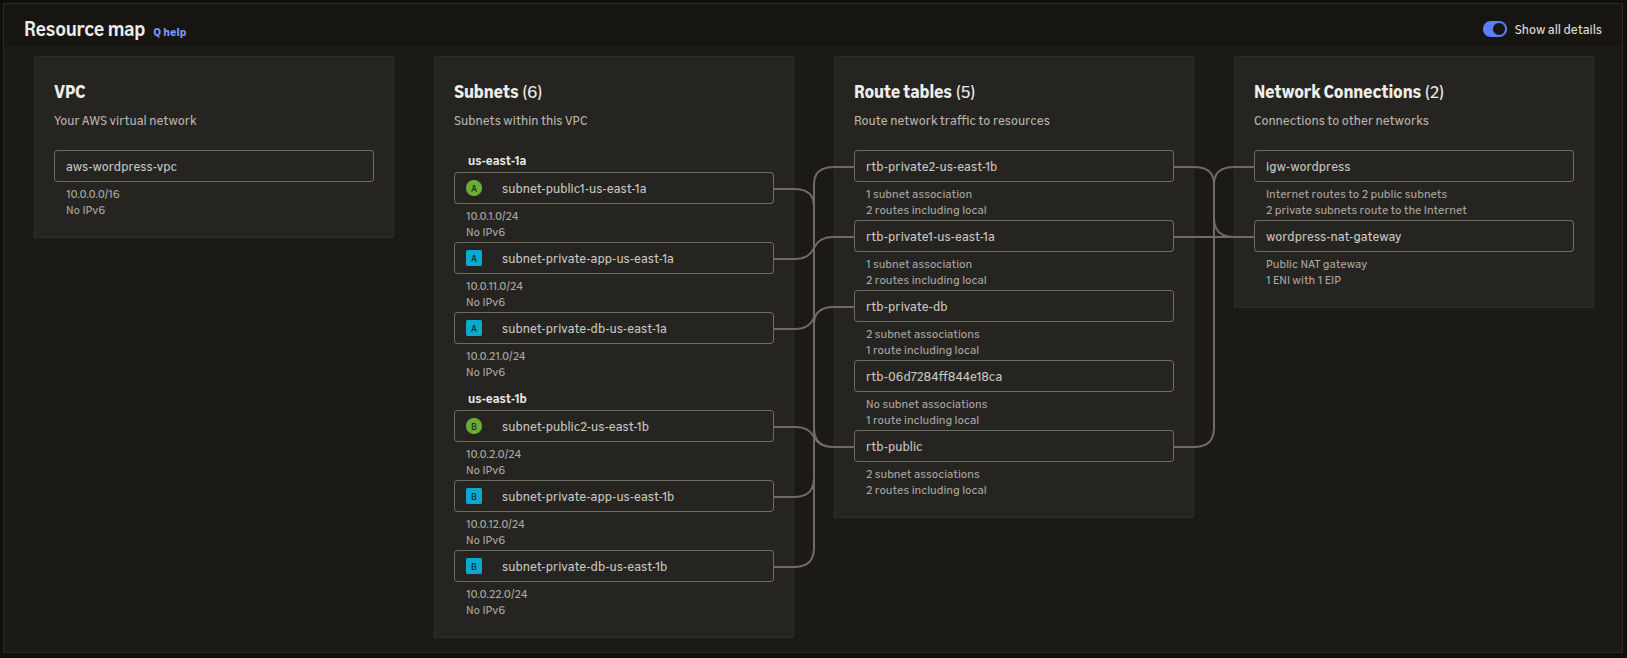 Resource map Q help
Show all details
VPC
Your AWS virtual network
aws-wordpress-vpc
10.0.0.0/16
No IPv6
Subnets (6)
Subnets within this VPC
us-east-1a
A subnet-public1-us-east-1a
10.0.1.0/24
No IPv6
A subnet-private-app-us-east-1a
10.0.11.0/24
No IPv6
A subnet-private-db-us-east-1a
10.0.21.0/24
No IPv6
us-east-1b
B subnet-public2-us-east-1b
10.0.2.0/24
No IPv6
B subnet-private-app-us-east-1b
10.0.12.0/24
No IPv6
B subnet-private-db-us-east-1b
10.0.22.0/24
No IPv6
Route tables (5)
Route network traffic to resources
rtb-private2-us-east-1b
1 subnet association
2 routes including local
rtb-private1-us-east-1a
1 subnet association
2 routes including local
rtb-private-db
2 subnet associations
1 route including local
rtb-06d7284ff844e18ca
No subnet associations
1 route including local
rtb-public
2 subnet associations
2 routes including local
Network Connections (2)
Connections to other networks
igw-wordpress
Internet routes to 2 public subnets
2 private subnets route to the Internet
wordpress-nat-gateway
Public NAT gateway
1 ENI with 1 EIP